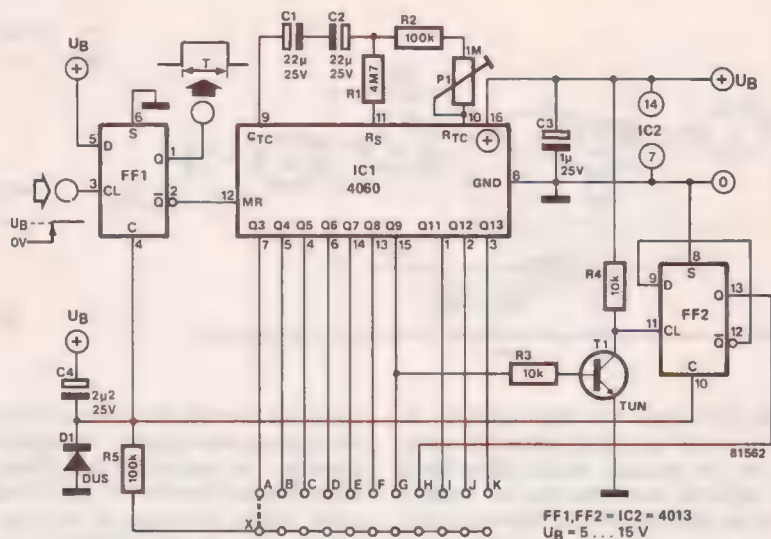 C1
22µ
25V
C2
22µ
25V
R2
100k
1M
P1
R1
4M7
UB
T
5
D
6
S
Q
1
FF1
3
CL
Q
2
C
4
UB
0V
9
CTC
11
RS
10
RTC
16
IC1
4060
12
MR
GND
8
Q3
Q4
Q5
Q6
Q7
Q8
Q9
Q11
Q12
Q13
7
5
4
6
14
13
15
1
2
3
C3
1µ
25V
14
IC2
7
UB
0
R4
10k
8
S
9
D
Q
13
FF2
11
CL
Q
12
C
10
R3
10k
T1
TUN
UB
C4
2µ2
25V
D1
DUS
R5
100k
A
B
C
D
E
F
G
H
I
J
K
X
81562
FF1,FF2 = IC2 = 4013
UB = 5 ... 15 V